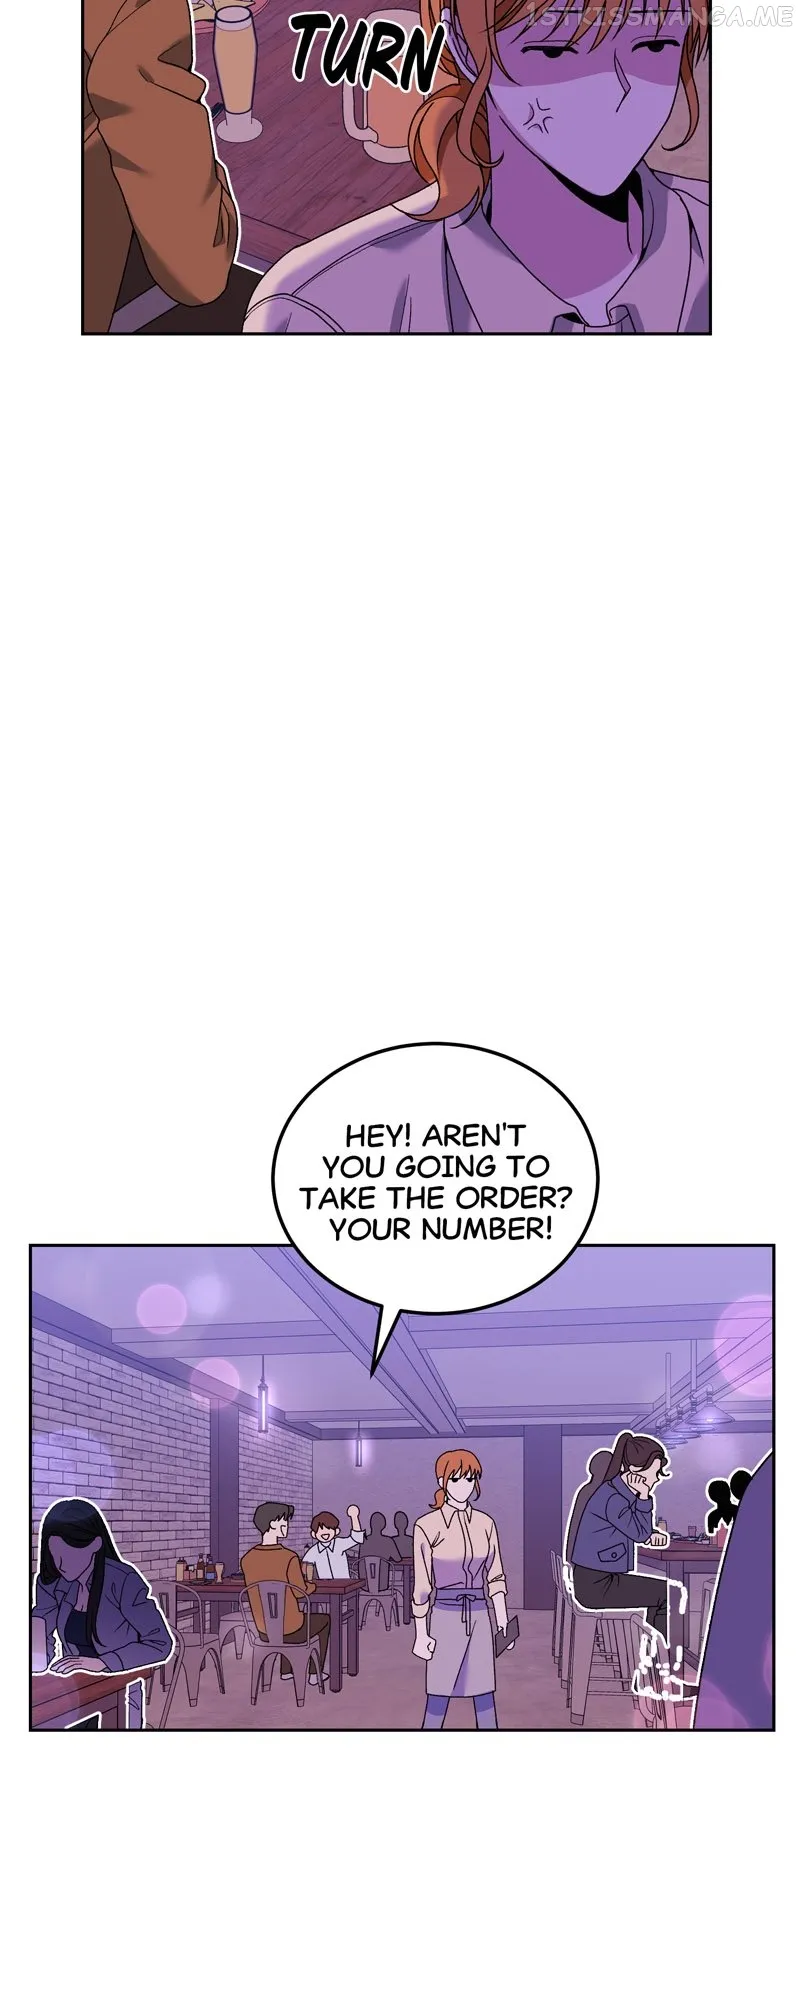 1STKISSMANGA.ME
TURN
HEY! AREN'T
YOU GOING TO
TAKE THE ORDER?
YOUR NUMBER!